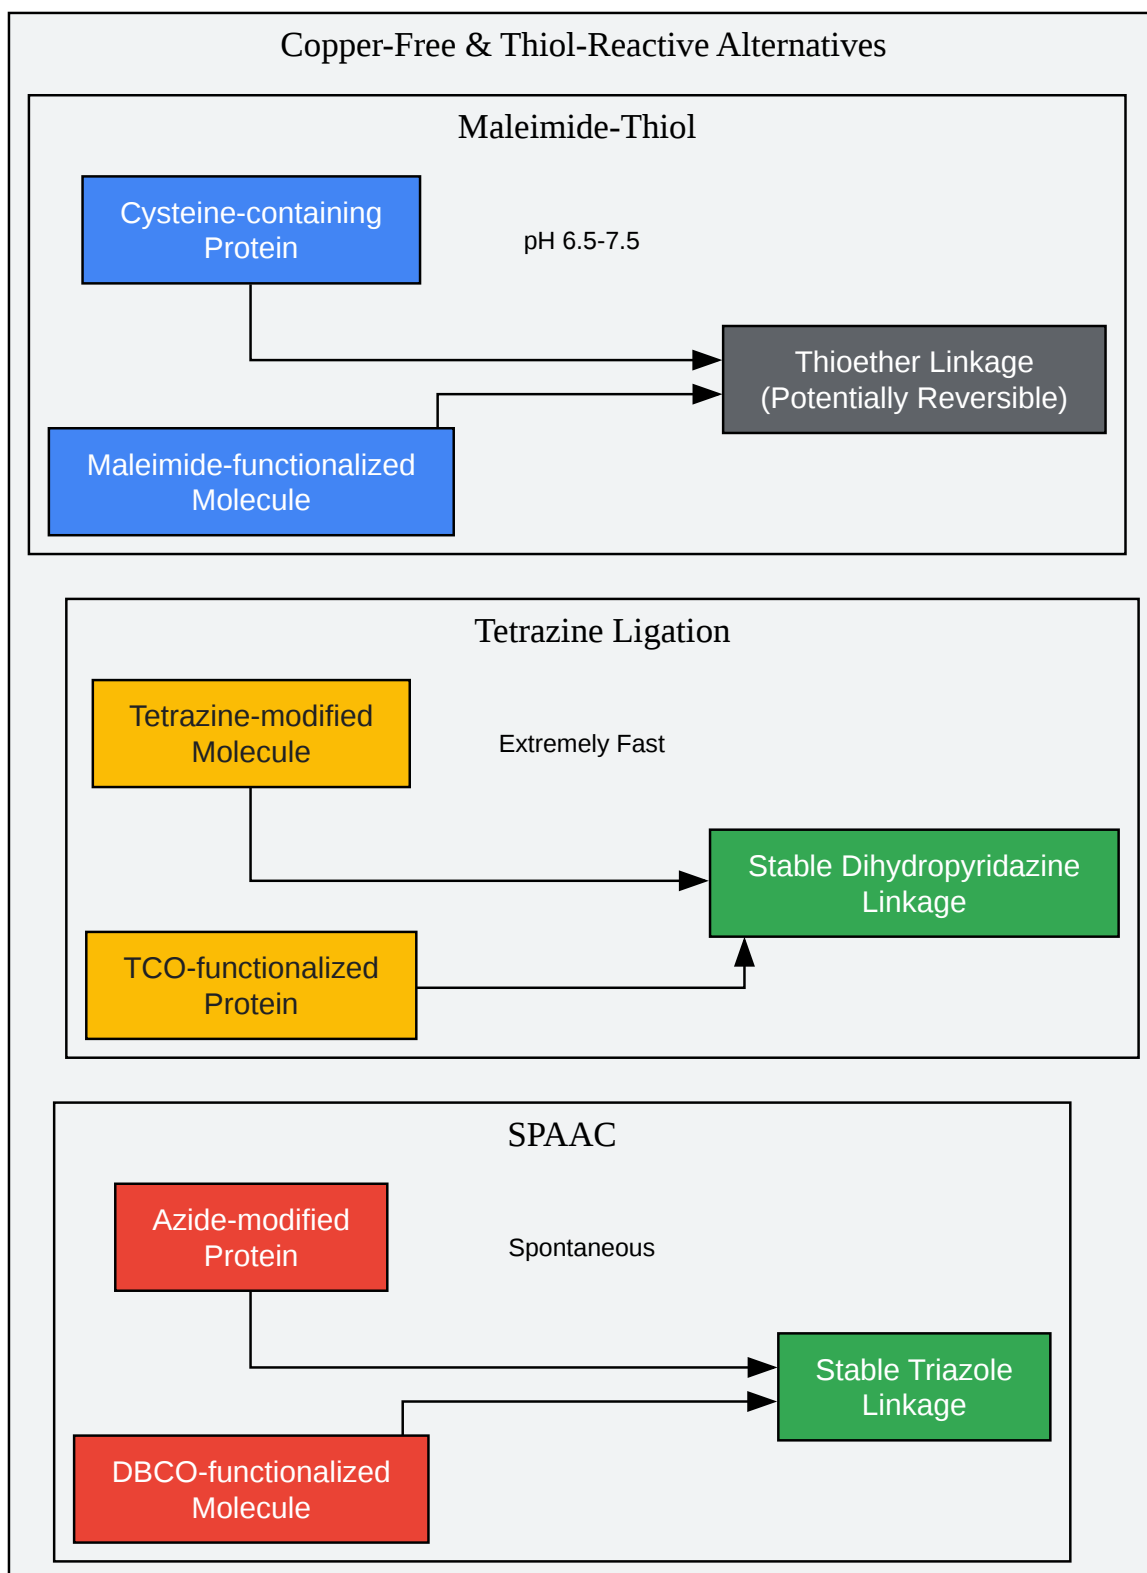 Copper-Free & Thiol-Reactive Alternatives
Maleimide-Thiol
Cysteine-containing
Protein
pH 6.5-7.5
Thioether Linkage
(Potentially Reversible)
Maleimide-functionalized
Molecule
Tetrazine Ligation
Tetrazine-modified
Molecule
Extremely Fast
Stable Dihydropyridazine
Linkage
TCO-functionalized
Protein
SPAAC
Azide-modified
Protein
Spontaneous
Stable Triazole
Linkage
DBCO-functionalized
Molecule